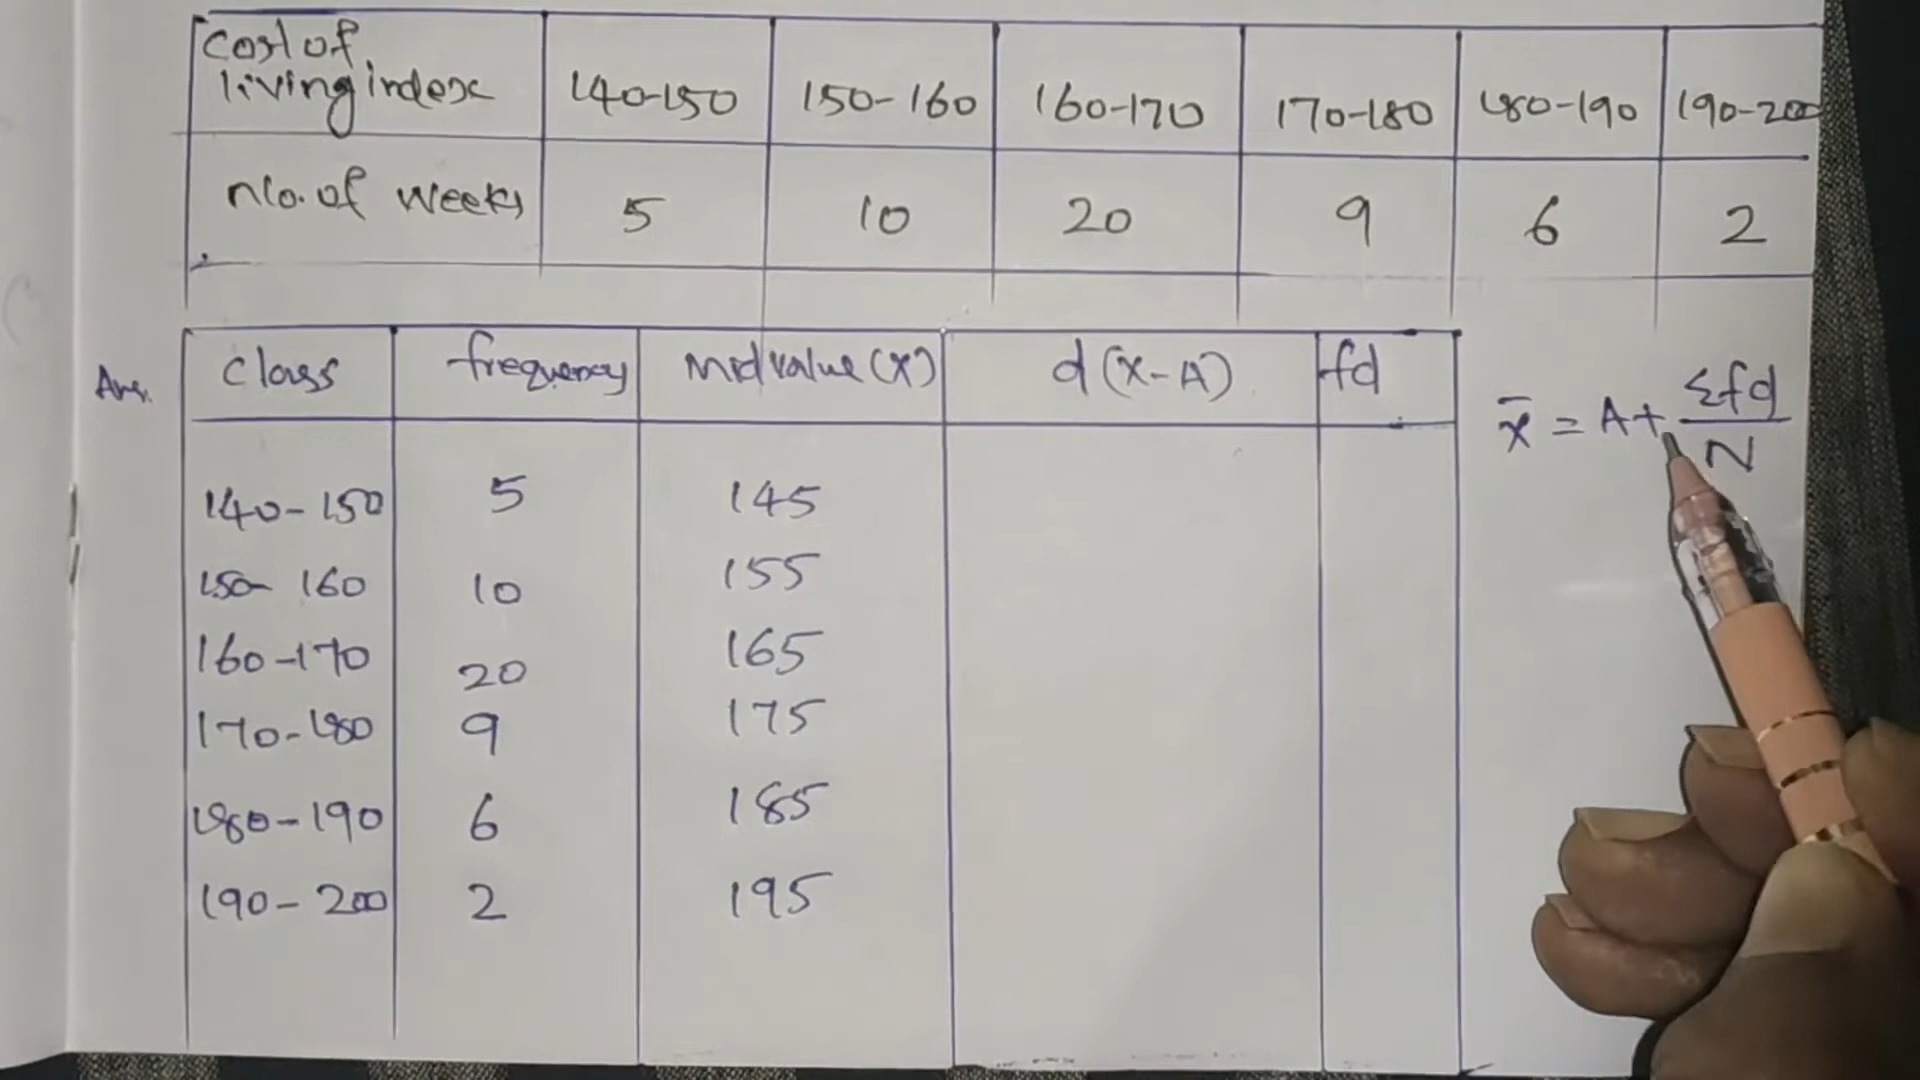 Cost of
living index 140-150 150-160 160-170 170-180 180-190 190-200
No. of weeks 5 10 20 9 6 2
Ans. Class frequency Mid value (x) d (x-A) fd
x̄ = A+ Σfd/N
140-150 5 145
150-160 10 155
160-170 20 165
170-180 9 175
180-190 6 185
190-200 2 195